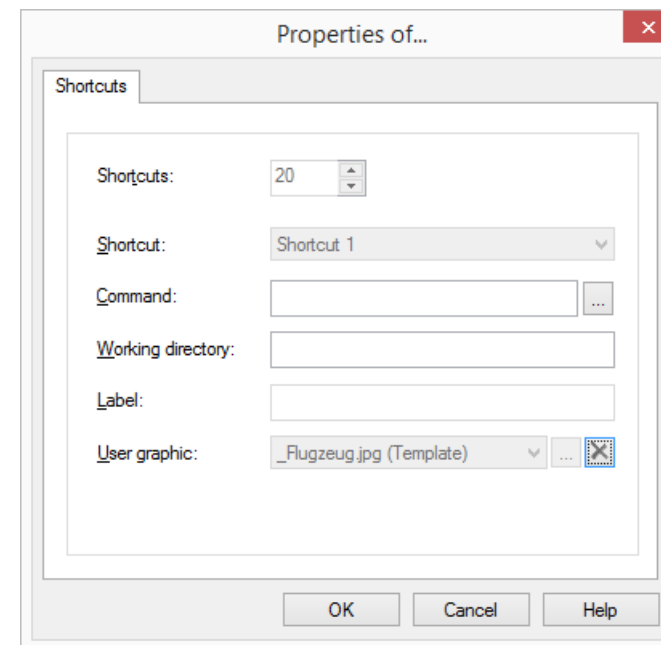 Properties of...
Shortcuts
Shortcuts: 20
Shortcut: Shortcut 1
Command: ...
Working directory:
Label:
User graphic: _Flugzeug.jpg (Template) ...
OK Cancel Help